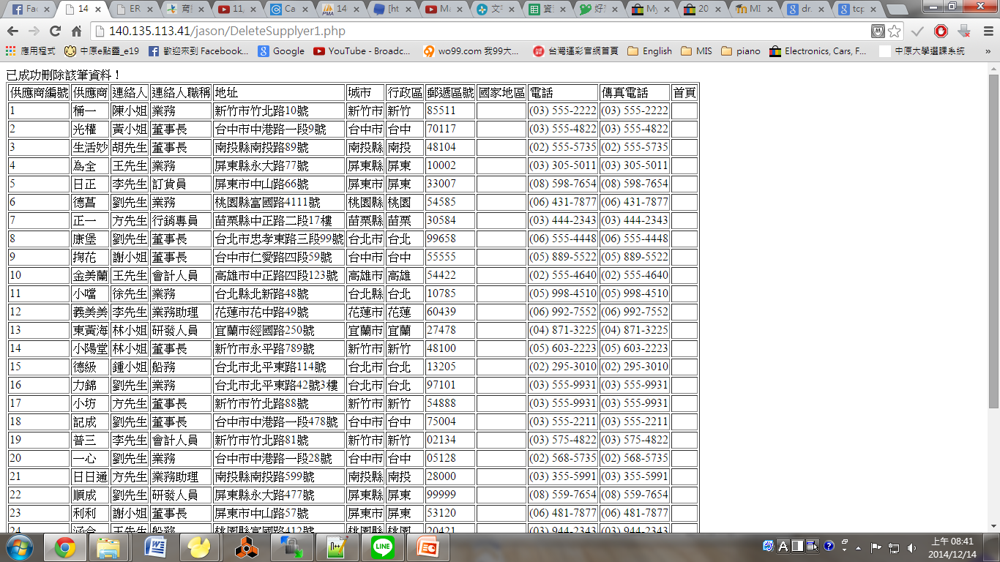 Fac 14 ER 育 11, Ca 14 [ht Ma 文 資 好 My 20 MI dr. tcp
140.135.113.41/jason/DeleteSupplyer1.php
應用程式 中原e點靈_e19 歡迎來到 Facebook... Google YouTube - Broadc... wo99.com 我99大... 台灣運彩官網首頁 English MIS piano Electronics, Cars, F... 中原大學選課系統 »
已成功刪除該筆資料！
供應商編號 供應商 連絡人 連絡人職稱 地址 城市 行政區 郵遞區號 國家地區 電話 傳真電話 首頁
1 桶一 陳小姐 業務 新竹市竹北路10號 新竹市 新竹 85511 (03) 555-2222 (03) 555-2222
2 光權 黃小姐 董事長 台中市中港路一段9號 台中市 台中 70117 (03) 555-4822 (03) 555-4822
3 生活妙 胡先生 董事長 南投縣南投路89號 南投縣 南投 48104 (02) 555-5735 (02) 555-5735
4 為全 王先生 業務 屏東縣永大路77號 屏東縣 屏東 10002 (03) 305-5011 (03) 305-5011
5 日正 李先生 訂貨員 屏東市中山路66號 屏東市 屏東 33007 (08) 598-7654 (08) 598-7654
6 德菖 劉先生 業務 桃園縣富國路4111號 桃園縣 桃園 54585 (06) 431-7877 (06) 431-7877
7 正一 方先生 行銷專員 苗栗縣中正路二段17樓 苗栗縣 苗栗 30584 (03) 444-2343 (03) 444-2343
8 康堡 劉先生 董事長 台北市忠孝東路三段99號 台北市 台北 99658 (06) 555-4448 (06) 555-4448
9 掬花 謝小姐 董事長 台中市仁愛路四段59號 台中市 台中 55555 (05) 889-5522 (05) 889-5522
10 金美蘭 王先生 會計人員 高雄市中正路四段123號 高雄市 高雄 54422 (02) 555-4640 (02) 555-4640
11 小噹 徐先生 業務 台北縣北新路48號 台北縣 台北 10785 (05) 998-4510 (05) 998-4510
12 義美美 李先生 業務助理 花蓮市花中路49號 花蓮市 花蓮 60439 (06) 992-7552 (06) 992-7552
13 東黃海 林小姐 研發人員 宜蘭市經國路250號 宜蘭市 宜蘭 27478 (04) 871-3225 (04) 871-3225
14 小陽堂 林小姐 董事長 新竹市永平路789號 新竹市 新竹 48100 (05) 603-2223 (05) 603-2223
15 德級 鍾小姐 船務 台北市北平東路114號 台北市 台北 13205 (02) 295-3010 (02) 295-3010
16 力錦 劉先生 業務 台北市北平東路42號3樓 台北市 台北 97101 (03) 555-9931 (03) 555-9931
17 小坊 方先生 董事長 新竹市竹北路88號 新竹市 新竹 54888 (03) 555-9931 (03) 555-9931
18 記成 劉先生 董事長 台中市中港路一段478號 台中市 台中 75004 (03) 555-2211 (03) 555-2211
19 普三 李先生 會計人員 新竹市竹北路81號 新竹市 新竹 02134 (03) 575-4822 (03) 575-4822
20 一心 劉先生 業務 台中市中港路一段28號 台中市 台中 05128 (02) 568-5735 (02) 568-5735
21 日日通 方先生 業務助理 南投縣南投路599號 南投縣 南投 28000 (03) 355-5991 (03) 355-5991
22 順成 劉先生 研發人員 屏東縣永大路477號 屏東縣 屏東 99999 (08) 559-7654 (08) 559-7654
23 利利 謝小姐 董事長 屏東市中山路57號 屏東市 屏東 53120 (06) 481-7877 (06) 481-7877
24 涵合 王先生 船務 桃園縣富國路412號 桃園縣 桃園 20421 (03) 944-2343 (03) 944-2343
LINE A
上午 08:41
2014/12/14